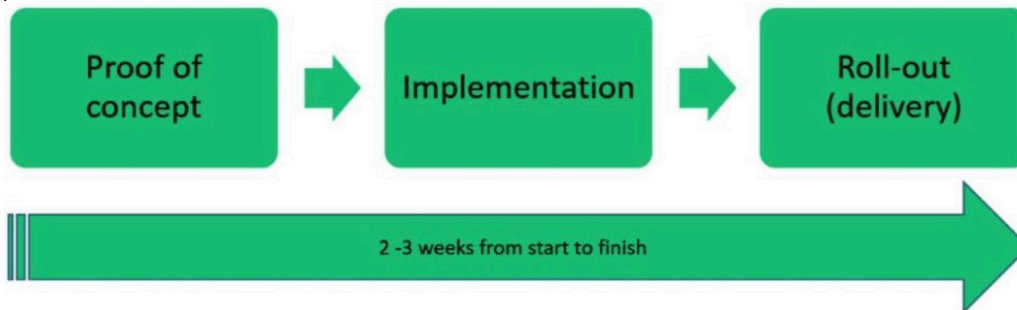 Proof of
concept
Implementation
Roll-out
(delivery)
2 -3 weeks from start to finish